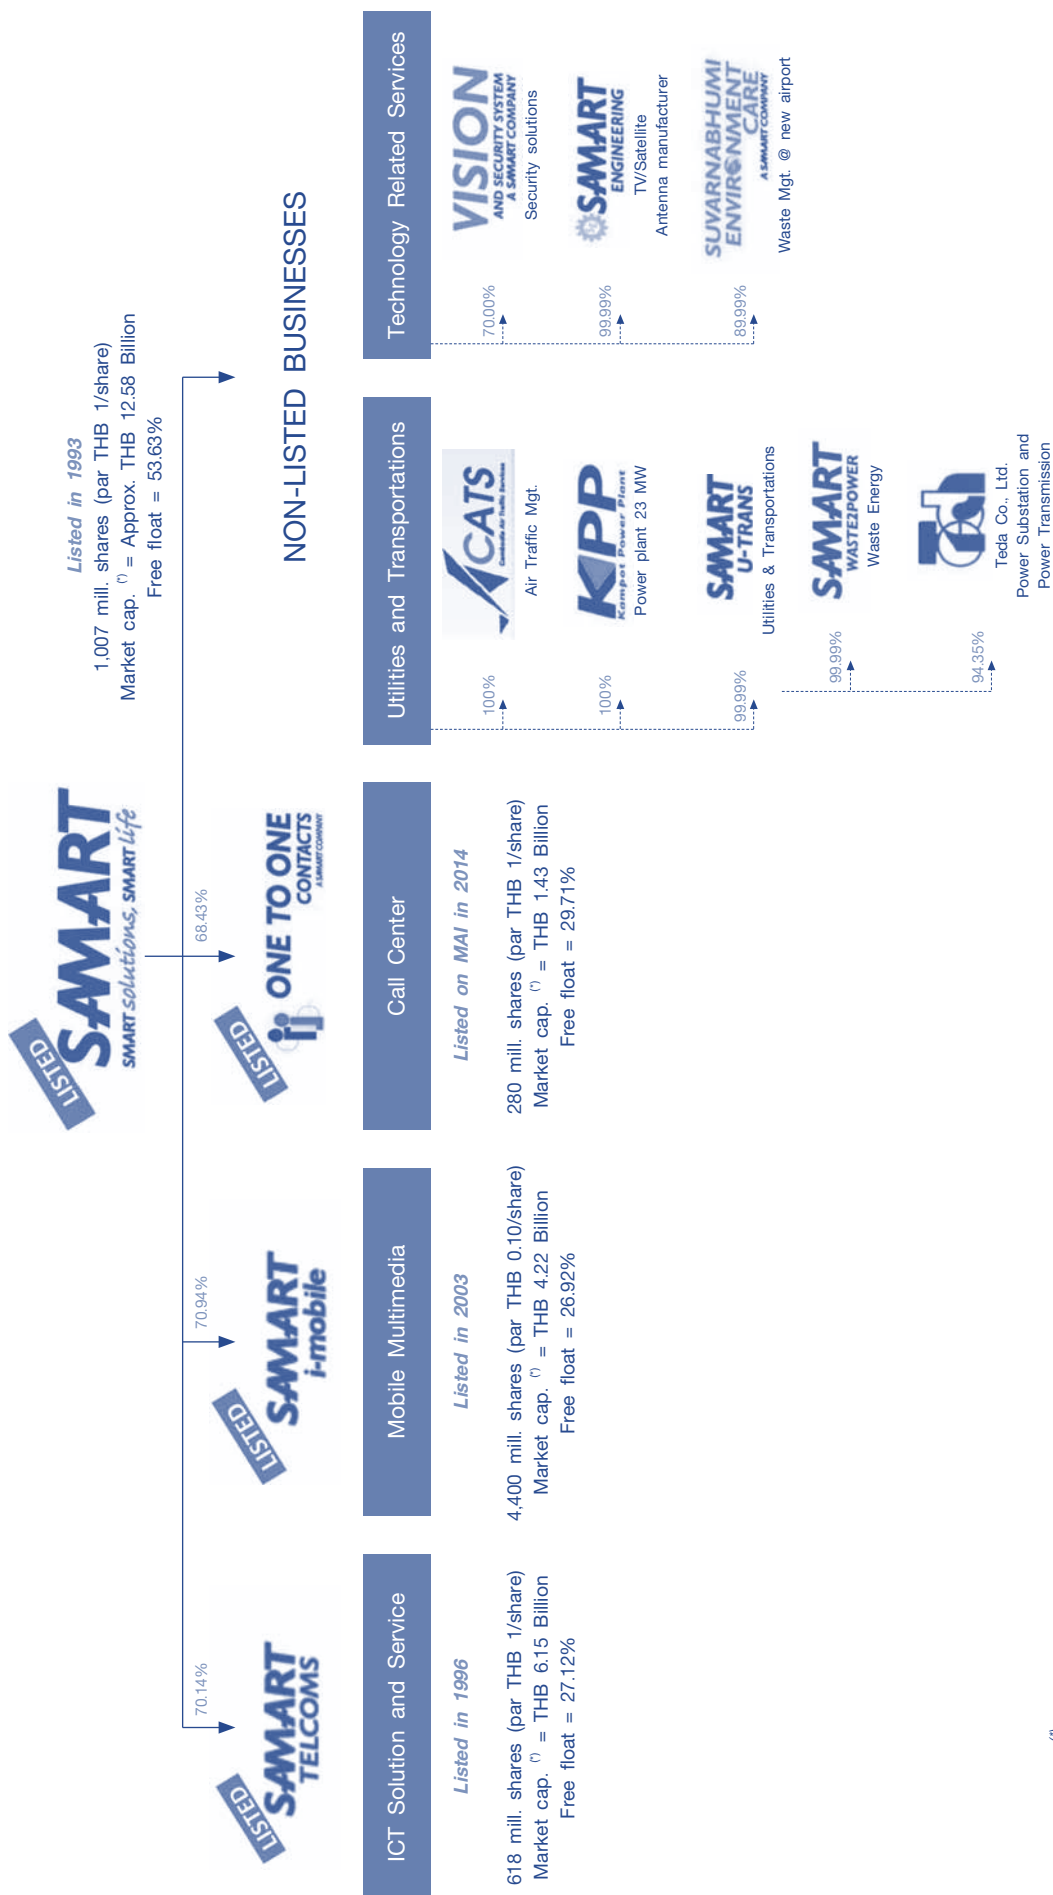 LISTED
SAMART
SMART solutions, SMART life
Listed in 1993
1,007 mill. shares (par THB 1/share)
Market cap. (*) = Approx. THB 12.58 Billion
Free float = 53.63%
70.14%
70.94%
68.43%
LISTED
SAMART
TELCOMS
LISTED
SAMART
i-mobile
LISTED
ONE TO ONE
CONTACTS
A SAMART COMPANY
NON-LISTED BUSINESSES
ICT Solution and Service
Listed in 1996
618 mill. shares (par THB 1/share)
Market cap. (*) = THB 6.15 Billion
Free float = 27.12%
Mobile Multimedia
Listed in 2003
4,400 mill. shares (par THB 0.10/share)
Market cap. (*) = THB 4.22 Billion
Free float = 26.92%
Call Center
Listed on MAI in 2014
280 mill. shares (par THB 1/share)
Market cap. (*) = THB 1.43 Billion
Free float = 29.71%
Utilities and Transportations
100%
CATS
Cambodia Air Traffic Services
Air Traffic Mgt.
100%
KPP
Kampot Power Plant
Power plant 23 MW
99.99%
SAMART
U-TRANS
Utilities & Transportations
99.99%
SAMART
WASTE2POWER
Waste Energy
94.35%
Teda Co., Ltd.
Power Substation and
Power Transmission
Technology Related Services
70.00%
VISION
AND SECURITY SYSTEM
A SAMART COMPANY
Security solutions
99.99%
SAMART
ENGINEERING
TV/Satellite
Antenna manufacturer
89.99%
SUVARNABHUMI
ENVIRONMENT
CARE
A SAMART COMPANY
Waste Mgt. @ new airport
(*)